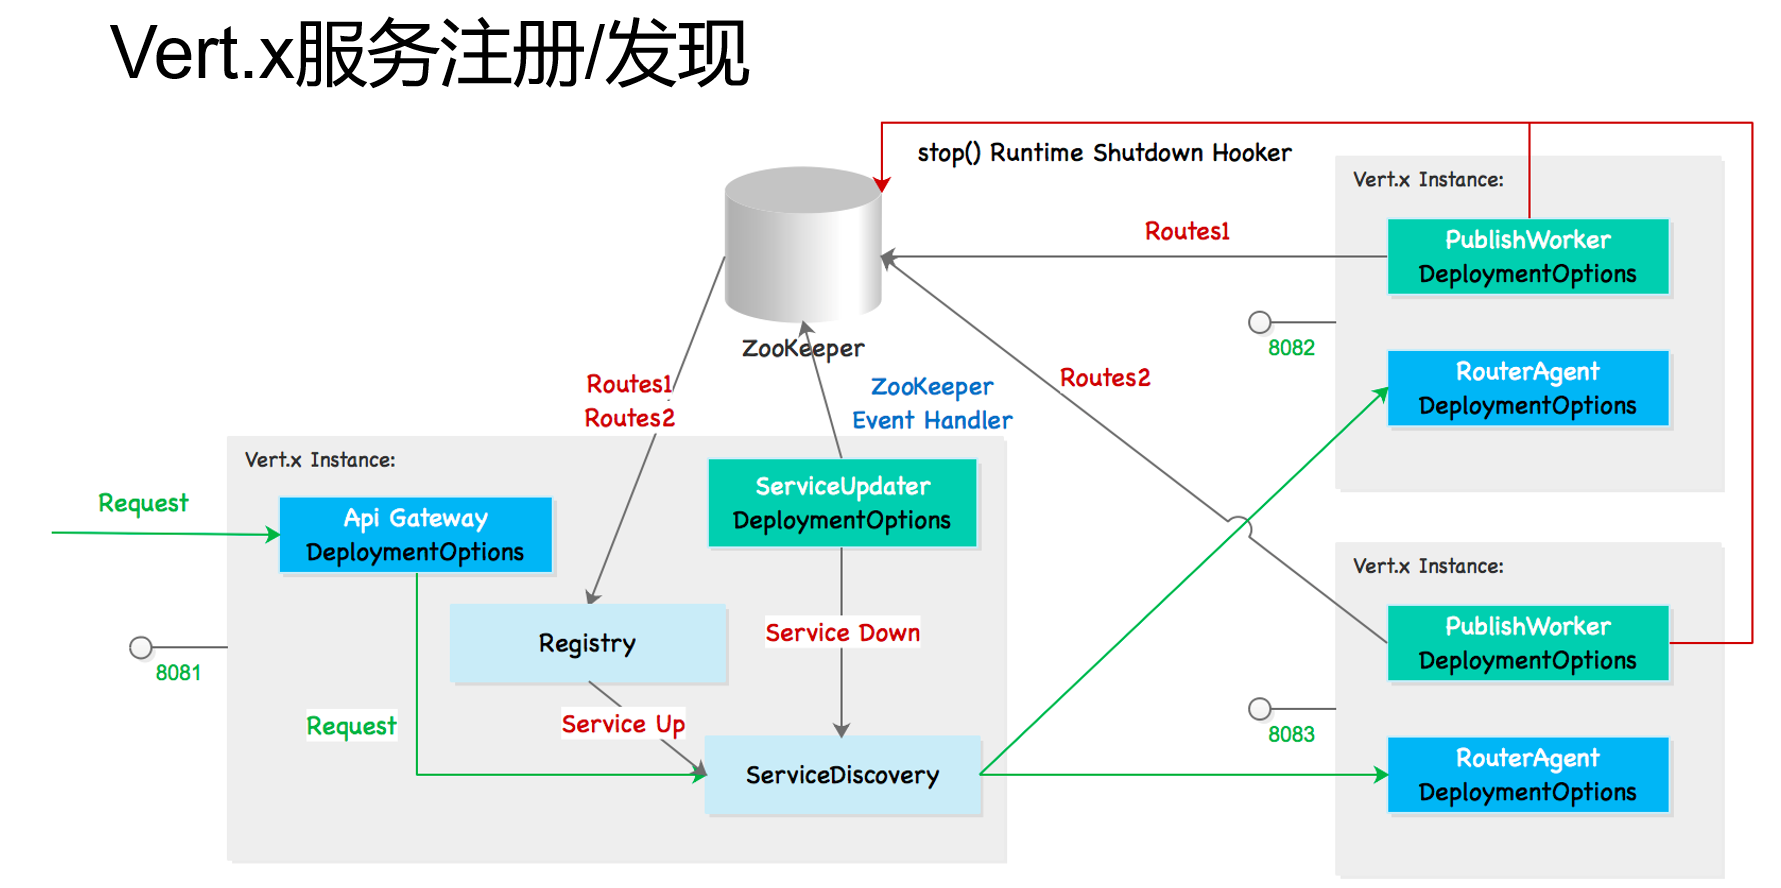 Vert.x服务注册/发现
stop() Runtime Shutdown Hooker
Vert.x Instance:
Routes1
PublishWorker
DeploymentOptions
8082
ZooKeeper
RouterAgent
DeploymentOptions
Routes1
Routes2
ZooKeeper
Event Handler
Routes2
Vert.x Instance:
Request
Api Gateway
DeploymentOptions
ServiceUpdater
DeploymentOptions
Vert.x Instance:
Registry
Service Down
PublishWorker
DeploymentOptions
8081
Request
Service Up
8083
ServiceDiscovery
RouterAgent
DeploymentOptions